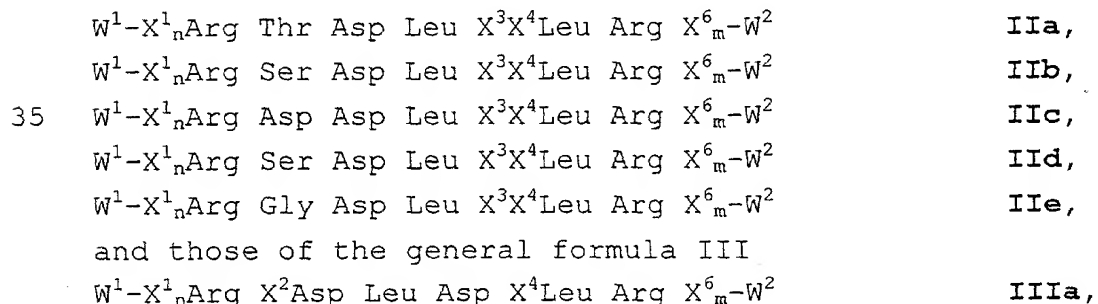 W¹-X¹ₙArg Thr Asp Leu X³X⁴Leu Arg X⁶ₘ-W² IIa,
W¹-X¹ₙArg Ser Asp Leu X³X⁴Leu Arg X⁶ₘ-W² IIb,
35 W¹-X¹ₙArg Asp Asp Leu X³X⁴Leu Arg X⁶ₘ-W² IIc,
W¹-X¹ₙArg Ser Asp Leu X³X⁴Leu Arg X⁶ₘ-W² IId,
W¹-X¹ₙArg Gly Asp Leu X³X⁴Leu Arg X⁶ₘ-W² IIe,
and those of the general formula III
W¹-X¹ₙArg X²Asp Leu Asp X⁴Leu Arg X⁶ₘ-W² IIIa,